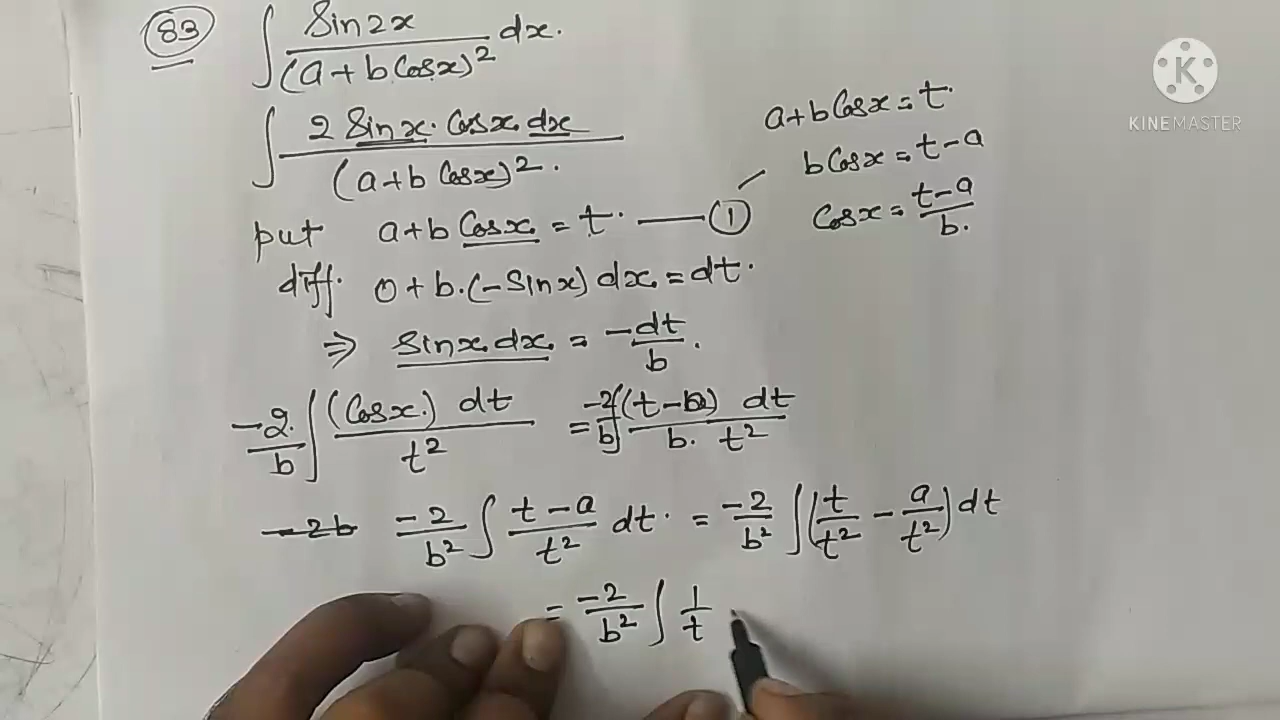 83 ∫ Sin2x / (a+b Cosx)² dx.
∫ 2 Sinx. Cosx. dx / (a+b Cosx)².
a+b Cosx = t.
b Cosx = t-a
Cosx = t-a / b.
put a+b Cosx. = t. —— ①
diff. 0+b.(-Sinx) dx. = dt.
⇒ Sinx. dx. = -dt / b.
-2. / b ∫ (Cosx.) dt / t² = -2 / b ∫ (t-a) dt / b. t²
-2b -2 / b² ∫ t-a / t² dt. = -2 / b² ∫ (t / t² - a / t²) dt
= -2 / b² ∫ 1 / t
KINEMASTER
K